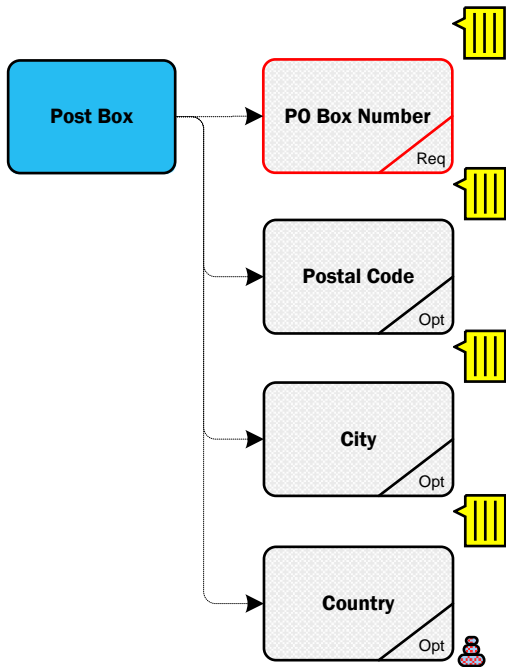 Post Box
PO Box Number
Req
Postal Code
Opt
City
Opt
Country
Opt